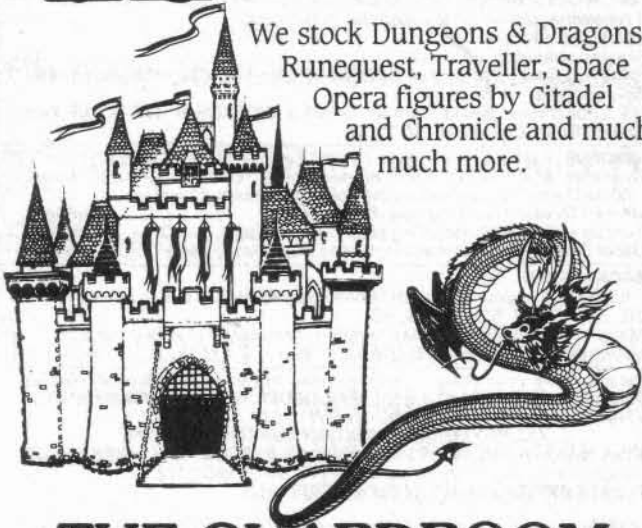 We stock Dungeons & Dragons
Runequest, Traveller, Space
Opera figures by Citadel
and Chronicle and much
much more.